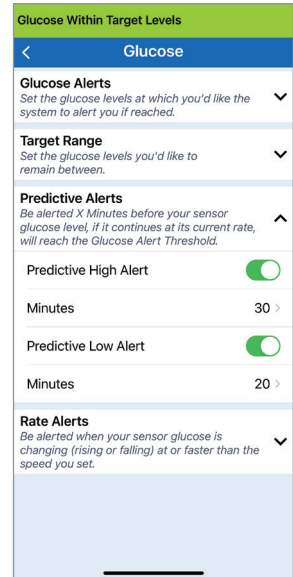 Glucose Within Target Levels
Glucose
Glucose Alerts
Set the glucose levels at which you'd like the
system to alert you if reached.
Target Range
Set the glucose levels you'd like to
remain between.
Predictive Alerts
Be alerted X Minutes before your sensor
glucose level, if it continues at its current rate,
will reach the Glucose Alert Threshold.
Predictive High Alert
Minutes 30
Predictive Low Alert
Minutes 20
Rate Alerts
Be alerted when your sensor glucose is
changing (rising or falling) at or faster than the
speed you set.